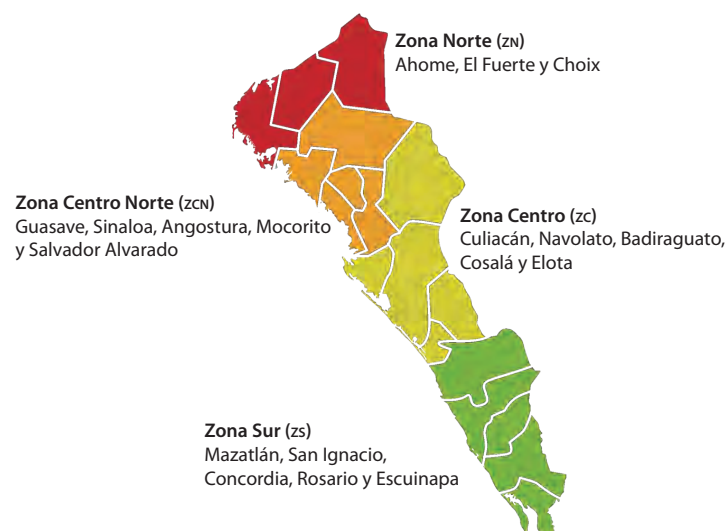 Zona Norte (ZN)
Ahome, El Fuerte y Choix
Zona Centro Norte (ZCN)
Guasave, Sinaloa, Angostura, Mocorito
y Salvador Alvarado
Zona Centro (ZC)
Culiacán, Navolato, Badiraguato,
Cosalá y Elota
Zona Sur (ZS)
Mazatlán, San Ignacio,
Concordia, Rosario y Escuinapa